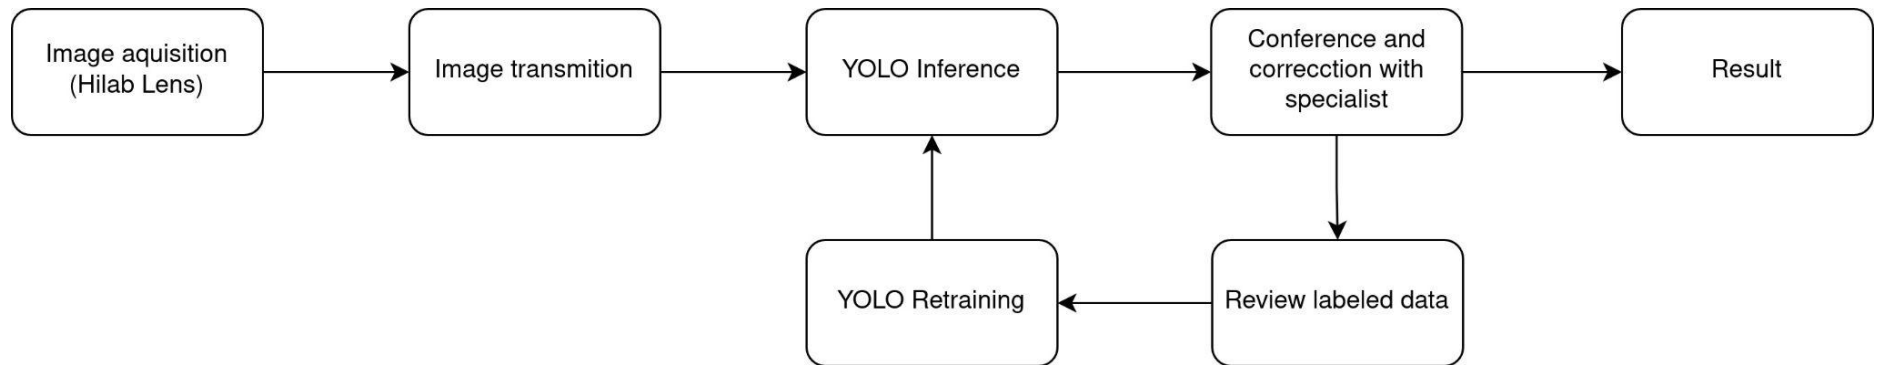 Image aquisition
(Hilab Lens)
Image transmition
YOLO Inference
Conference and
correcction with
specialist
Result
YOLO Retraining
Review labeled data